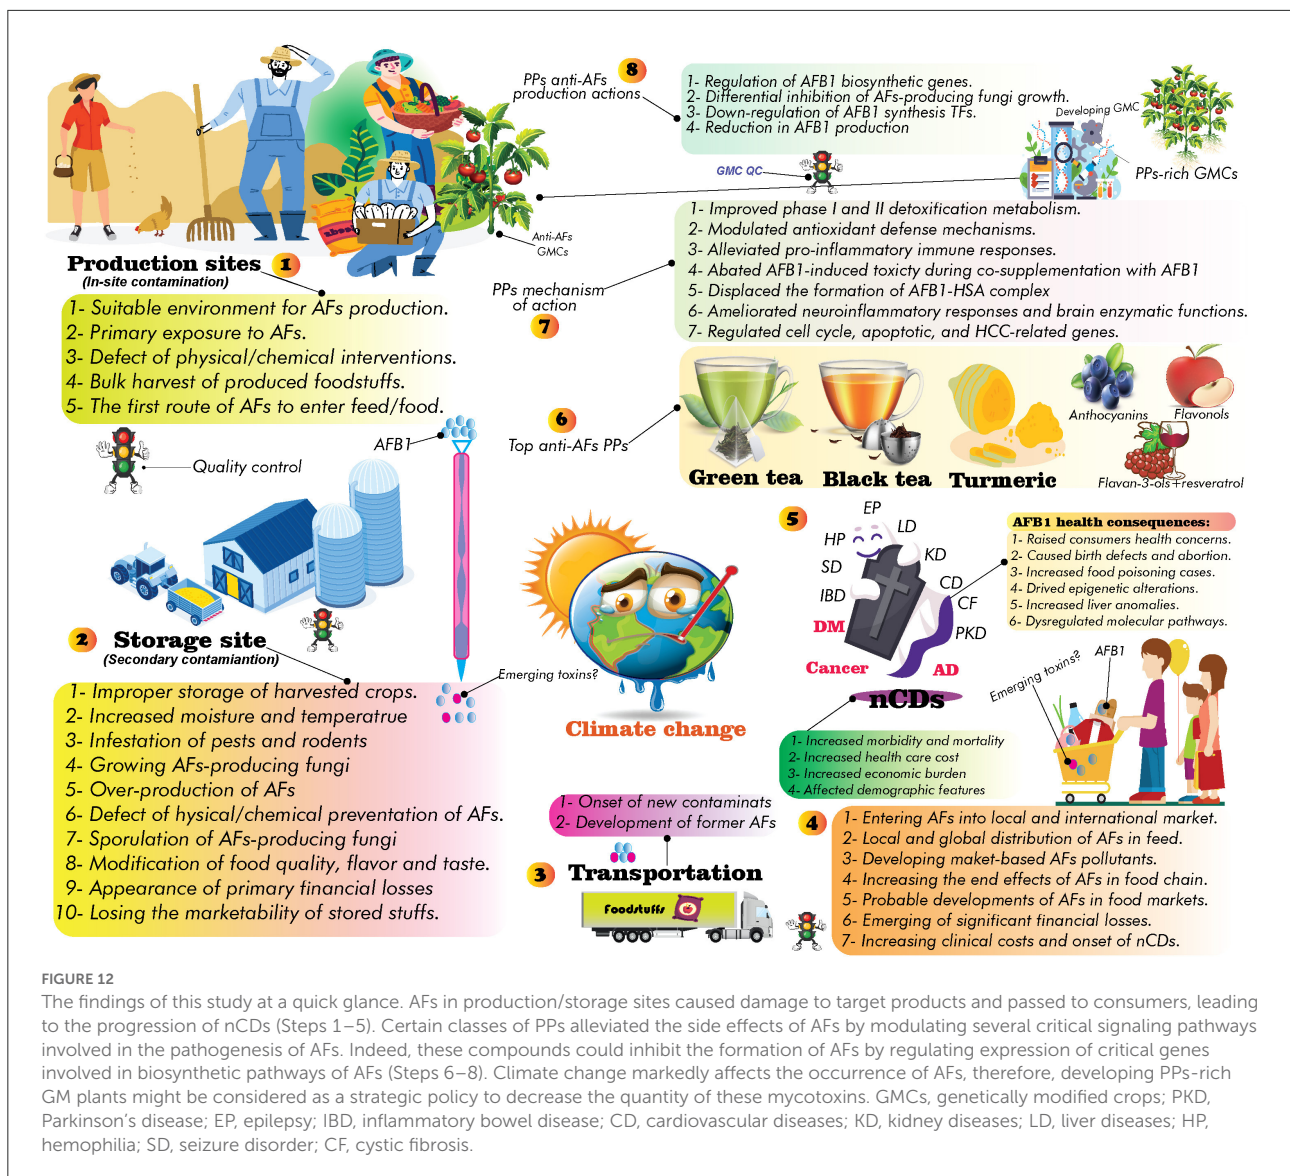 PPs anti-AFs
production actions
8
1- Regulation of AFB1 biosynthetic genes.
2- Differential inhibition of AFs-producing fungi growth.
3- Down-regulation of AFB1 synthesis TFs.
4- Reduction in AFB1 production
Developing GMC
PPs-rich GMCs
GMC QC
Anti-AFs
GMCs
Production sites 1
(In-site contamination)
1- Suitable environment for AFs production.
2- Primary exposure to AFs.
3- Defect of physical/chemical interventions.
4- Bulk harvest of produced foodstuffs.
5- The first route of AFs to enter feed/food.
PPs mechanism
of action
7
1- Improved phase I and II detoxification metabolism.
2- Modulated antioxidant defense mechanisms.
3- Alleviated pro-inflammatory immune responses.
4- Abated AFB1-induced toxicty during co-supplementation with AFB1
5- Displaced the formation of AFB1-HSA complex
6- Ameliorated neuroinflammatory responses and brain enzymatic functions.
7- Regulated cell cycle, apoptotic, and HCC-related genes.
6
Top anti-AFs PPs
Green tea
Black tea
Turmeric
Anthocyanins
Flavonols
Flavan-3-ols+resveratrol
Quality control
AFB1
2 Storage site
(Secondary contamiantion)
1- Improper storage of harvested crops.
2- Increased moisture and temperatrue
3- Infestation of pests and rodents
4- Growing AFs-producing fungi
5- Over-production of AFs
6- Defect of hysical/chemical preventation of AFs.
7- Sporulation of AFs-producing fungi
8- Modification of food quality, flavor and taste.
9- Appearance of primary financial losses
10- Losing the marketability of stored stuffs.
Emerging toxins?
Climate change
5
EP
LD
HP
KD
SD
CD
IBD
CF
DM
PKD
Cancer
AD
nCDs
AFB1 health consequences:
1- Raised consumers health concerns.
2- Caused birth defects and abortion.
3- Increased food poisoning cases.
4- Drived epigenetic alterations.
5- Increased liver anomalies.
6- Dysregulated molecular pathways.
1- Increased morbidity and mortality
2- Increased health care cost
3- Increased economic burden
4- Affected demographic features
Emerging toxins?
AFB1
1- Onset of new contaminats
2- Development of former AFs
3 Transportation
Foodstuffs
4
1- Entering AFs into local and international market.
2- Local and global distribution of AFs in feed.
3- Developing maket-based AFs pollutants.
4- Increasing the end effects of AFs in food chain.
5- Probable developments of AFs in food markets.
6- Emerging of significant financial losses.
7- Increasing clinical costs and onset of nCDs.
FIGURE 12
The findings of this study at a quick glance. AFs in production/storage sites caused damage to target products and passed to consumers, leading
to the progression of nCDs (Steps 1–5). Certain classes of PPs alleviated the side effects of AFs by modulating several critical signaling pathways
involved in the pathogenesis of AFs. Indeed, these compounds could inhibit the formation of AFs by regulating expression of critical genes
involved in biosynthetic pathways of AFs (Steps 6–8). Climate change markedly affects the occurrence of AFs, therefore, developing PPs-rich
GM plants might be considered as a strategic policy to decrease the quantity of these mycotoxins. GMCs, genetically modified crops; PKD,
Parkinson's disease; EP, epilepsy; IBD, inflammatory bowel disease; CD, cardiovascular diseases; KD, kidney diseases; LD, liver diseases; HP,
hemophilia; SD, seizure disorder; CF, cystic fibrosis.